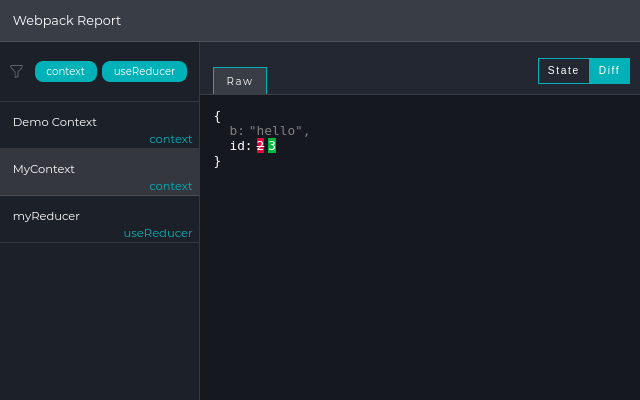 Webpack Report
context useReducer
State Diff
Raw
Demo Context
context
MyContext
context
myReducer
useReducer
{
b: "hello",
id: 2 3
}